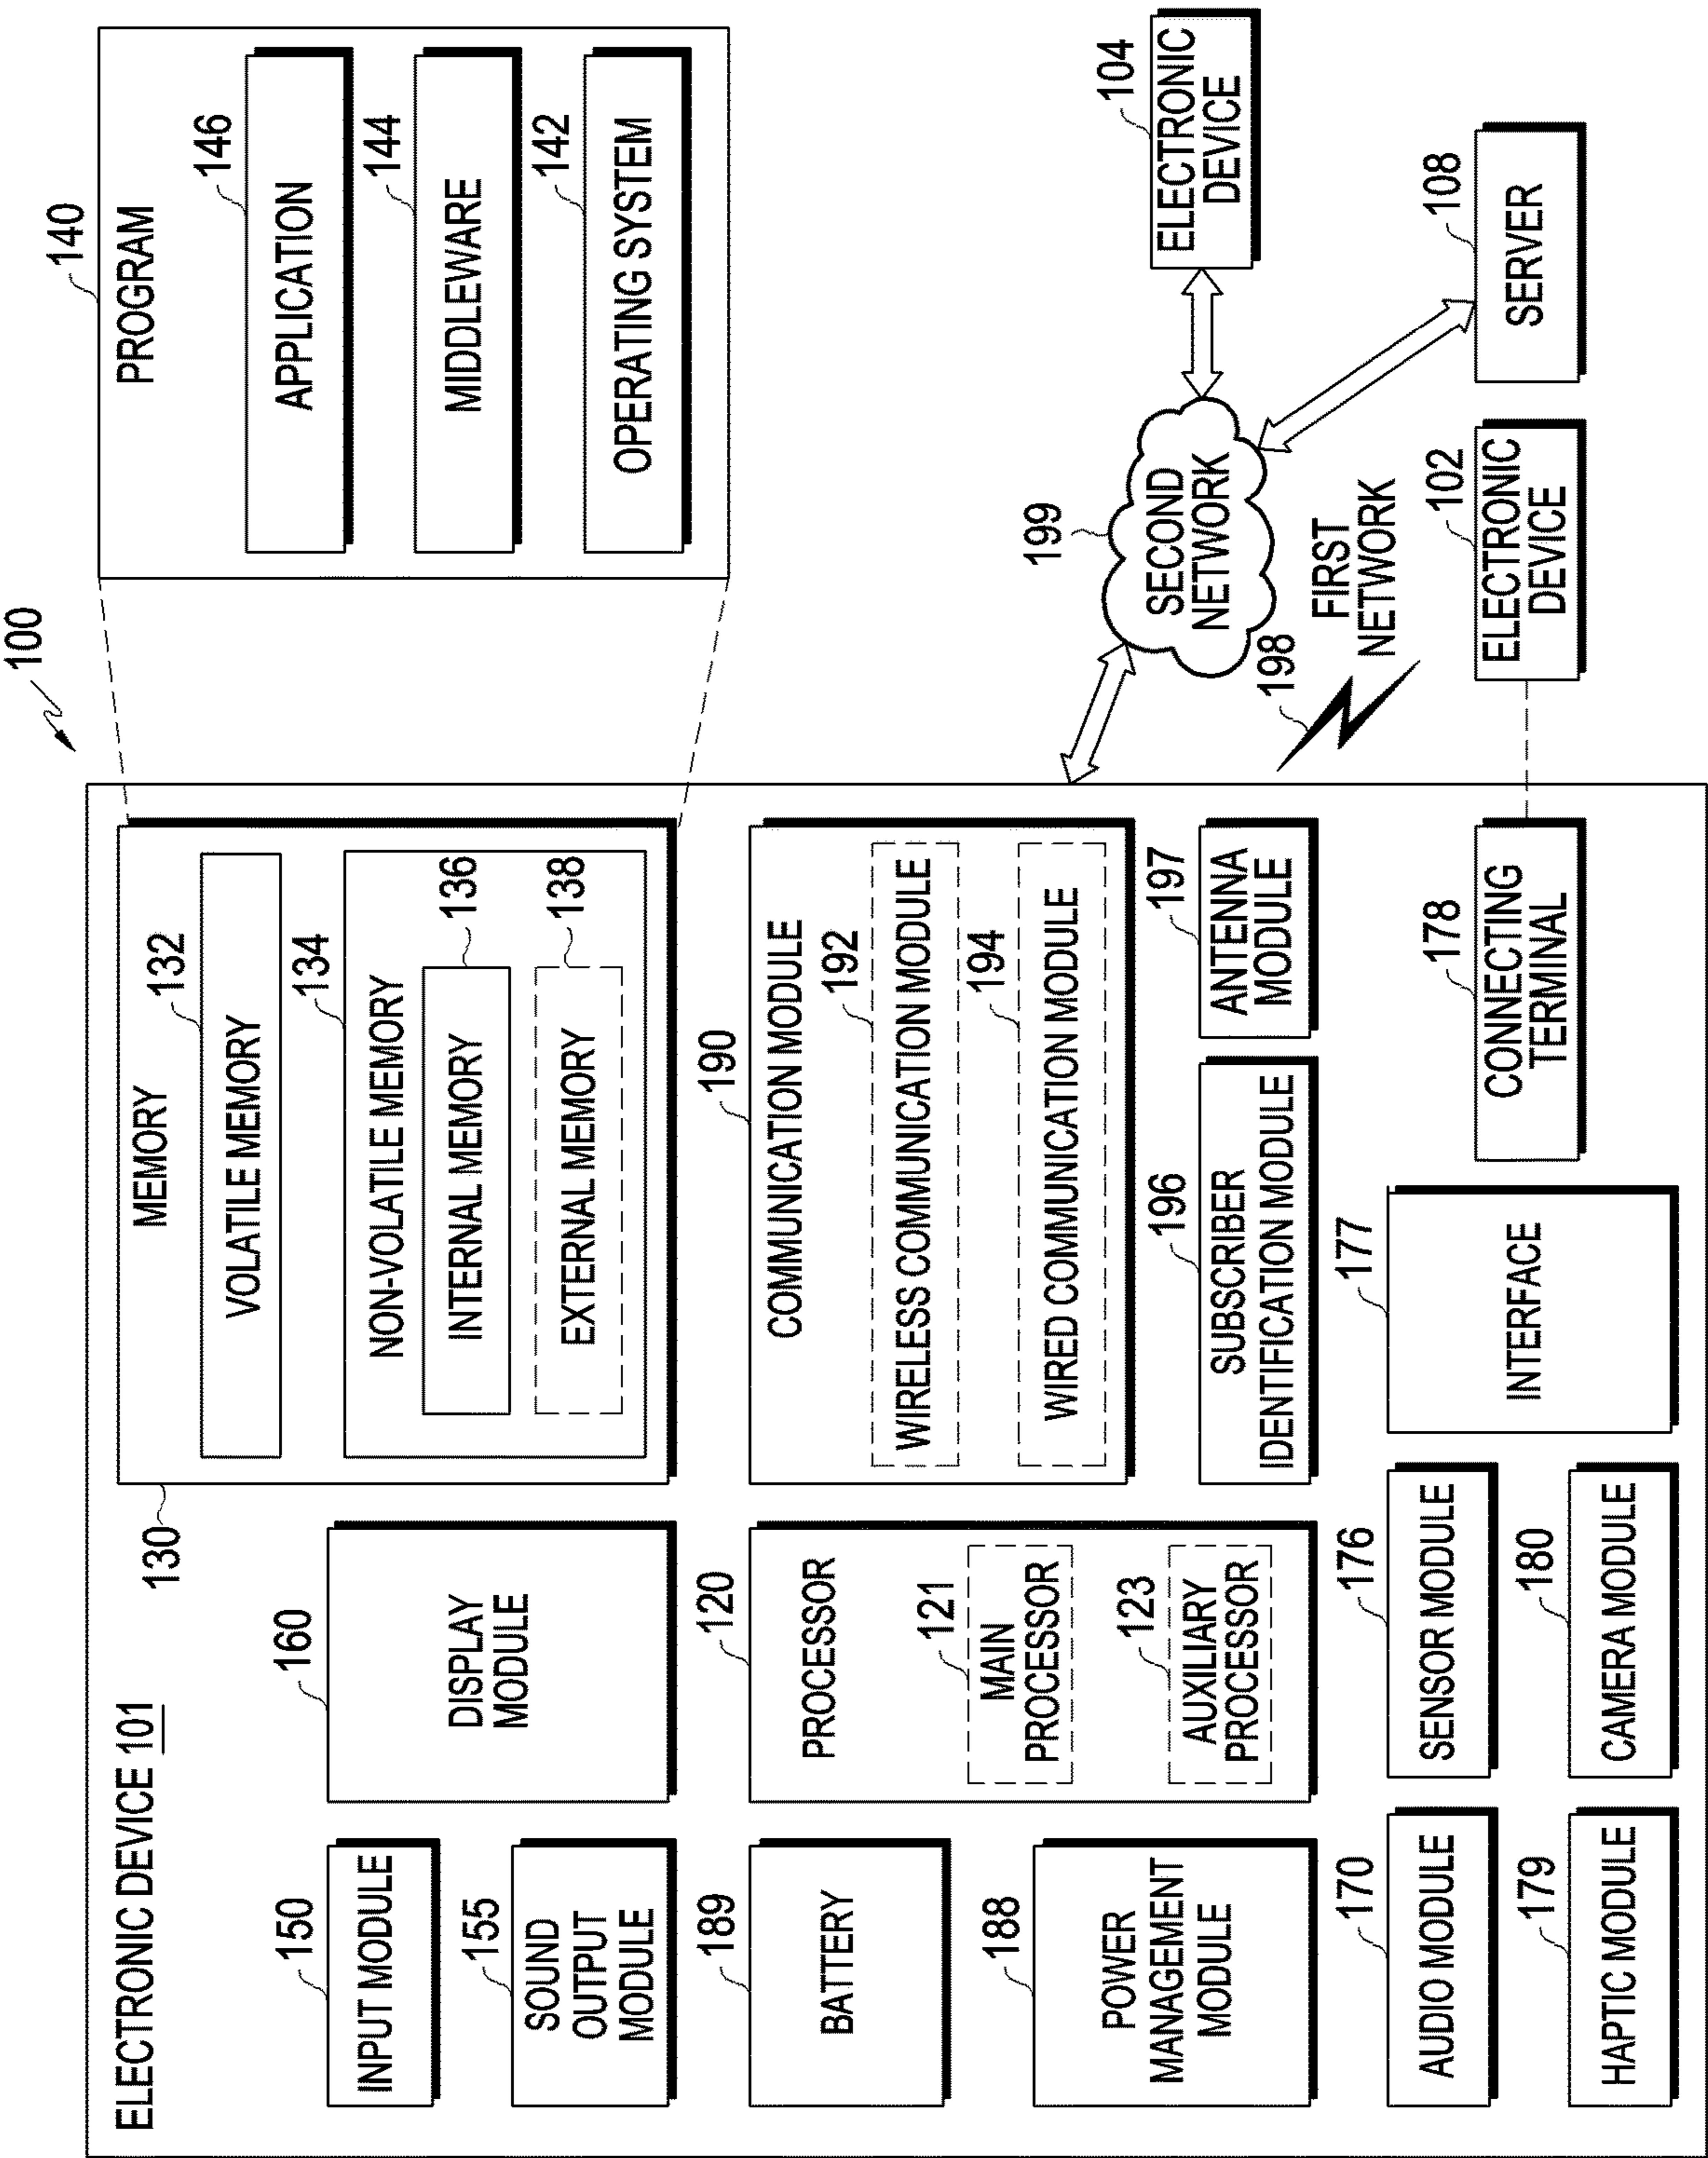 100
ELECTRONIC DEVICE 101
130
MEMORY
132
VOLATILE MEMORY
134
NON-VOLATILE MEMORY
136
INTERNAL MEMORY
138
EXTERNAL MEMORY
140
PROGRAM
146
APPLICATION
144
MIDDLEWARE
142
OPERATING SYSTEM
150
INPUT MODULE
155
SOUND
OUTPUT
MODULE
160
DISPLAY
MODULE
189
BATTERY
188
POWER
MANAGEMENT
MODULE
120
PROCESSOR
121
MAIN
PROCESSOR
123
AUXILIARY
PROCESSOR
190
COMMUNICATION MODULE
192
WIRELESS COMMUNICATION MODULE
194
WIRED COMMUNICATION MODULE
196
SUBSCRIBER
IDENTIFICATION MODULE
197
ANTENNA
MODULE
199
SECOND
NETWORK
104
ELECTRONIC
DEVICE
198
FIRST
NETWORK
108
SERVER
102
ELECTRONIC
DEVICE
170
AUDIO MODULE
176
SENSOR MODULE
177
INTERFACE
178
CONNECTING
TERMINAL
179
HAPTIC MODULE
180
CAMERA MODULE